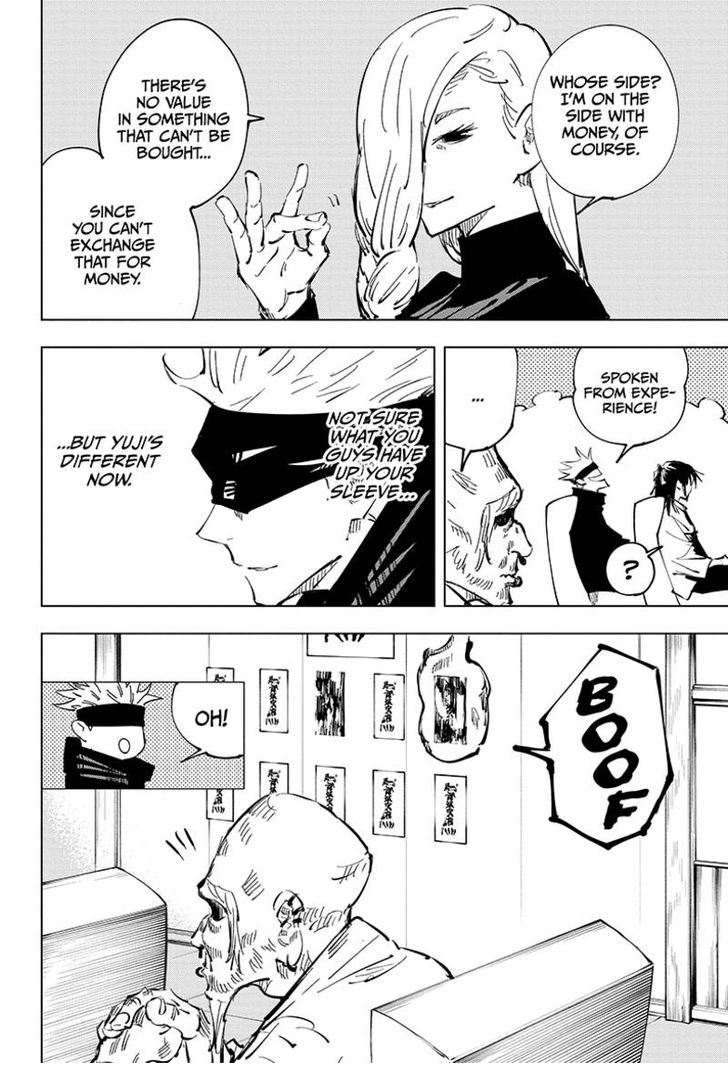 WHOSE SIDE?
I'M ON THE
SIDE WITH
MONEY, OF
COURSE.
THERE'S
NO VALUE
IN SOMETHING
THAT CAN'T BE
BOUGHT...
SINCE
YOU CAN'T
EXCHANGE
THAT FOR
MONEY.
SPOKEN
FROM EXPE-
RIENCE!
...
?
NOT SURE
WHAT YOU
GUYS HAVE
UP YOUR
SLEEVE...
...BUT YUJI'S
DIFFERENT
NOW.
BOOF
OH!